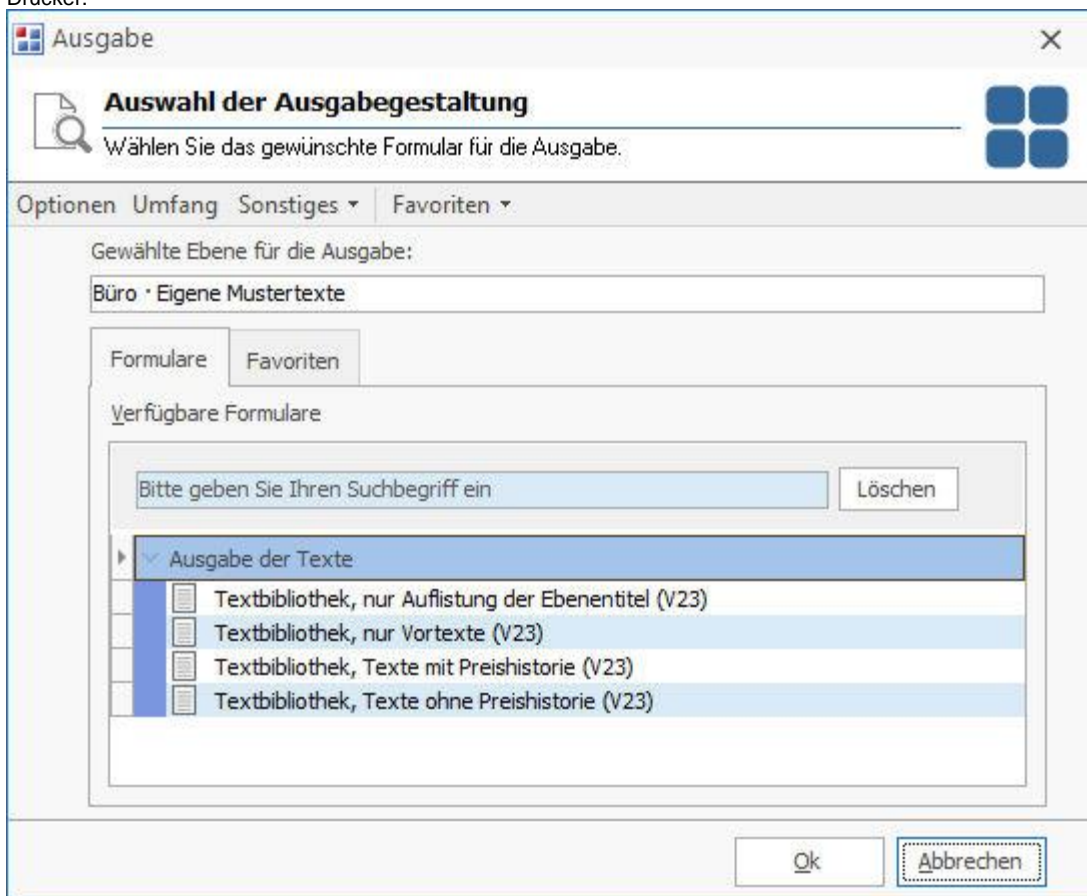 Drucker.
Ausgabe
Auswahl der Ausgabegestaltung
Wählen Sie das gewünschte Formular für die Ausgabe.
Optionen Umfang Sonstiges Favoriten
Gewählte Ebene für die Ausgabe:
Büro · Eigene Mustertexte
Formulare Favoriten
Verfügbare Formulare
Bitte geben Sie Ihren Suchbegriff ein Löschen
Ausgabe der Texte
Textbibliothek, nur Auflistung der Ebenentitel (V23)
Textbibliothek, nur Vortexte (V23)
Textbibliothek, Texte mit Preishistorie (V23)
Textbibliothek, Texte ohne Preishistorie (V23)
Ok Abbrechen